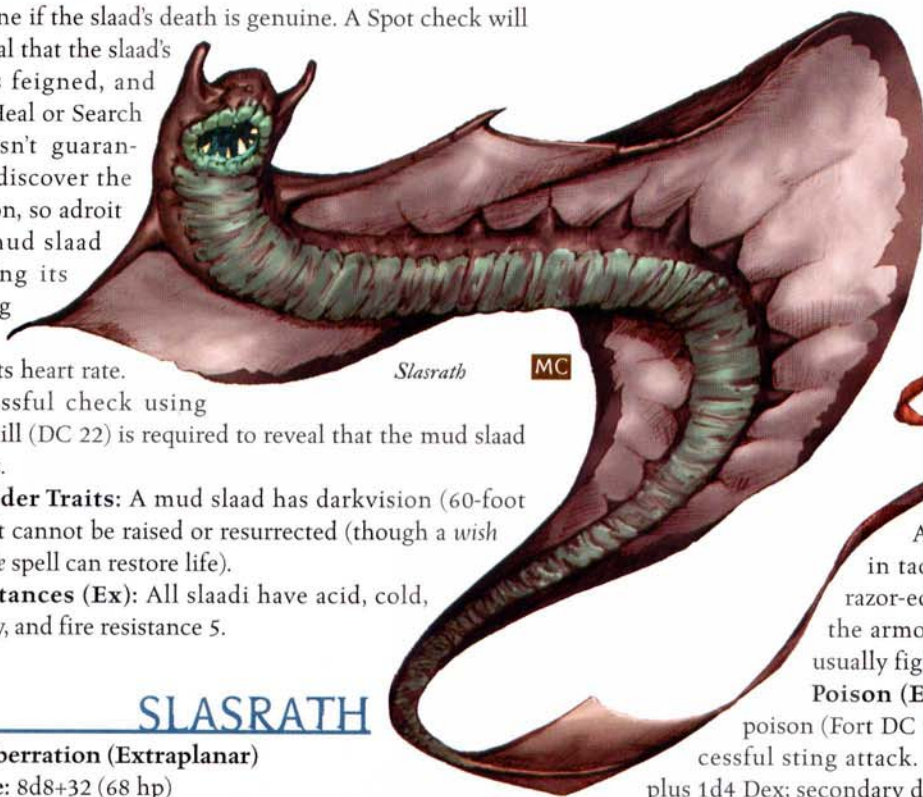 ne if the slaad's death is genuine. A Spot check will
al that the slaad's
feigned, and
Heal or Search
sn't guaran-
discover the
on, so adroit
mud slaad
ng its
g
ts heart rate.
essful check using
ill (DC 22) is required to reveal that the mud slaad
der Traits: A mud slaad has darkvision (60-foot
t cannot be raised or resurrected (though a wish
e spell can restore life).
tances (Ex): All slaadi have acid, cold,
y, and fire resistance 5.
SLASRATH
berration (Extraplanar)
e: 8d8+32 (68 hp)
Slasrath
MC
A
in tac
razor-ec
the armo
usually fig
Poison (E
poison (Fort DC
cessful sting attack.
plus 1d4 Dex; secondary d